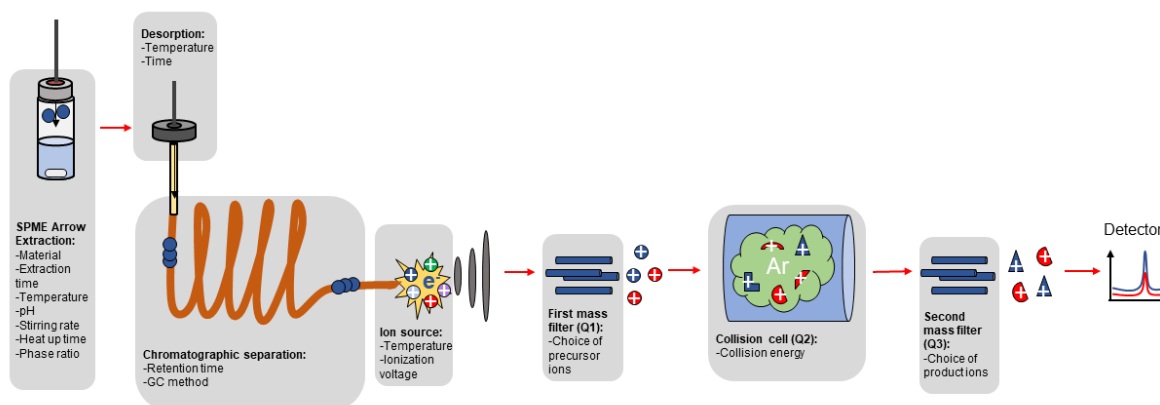 SPME Arrow
Extraction:
-Material
-Extraction
time
-Temperature
-pH
-Stirring rate
-Heat up time
-Phase ratio
Desorption:
-Temperature
-Time
Chromatographic separation:
-Retention time
-GC method
e-
Ion source:
-Temperature
-Ionization
voltage
First mass
filter (Q1):
-Choice of
precursor
ions
Ar
Collision cell (Q2):
-Collision energy
Second
mass filter
(Q3):
-Choice of
product ions
Detector